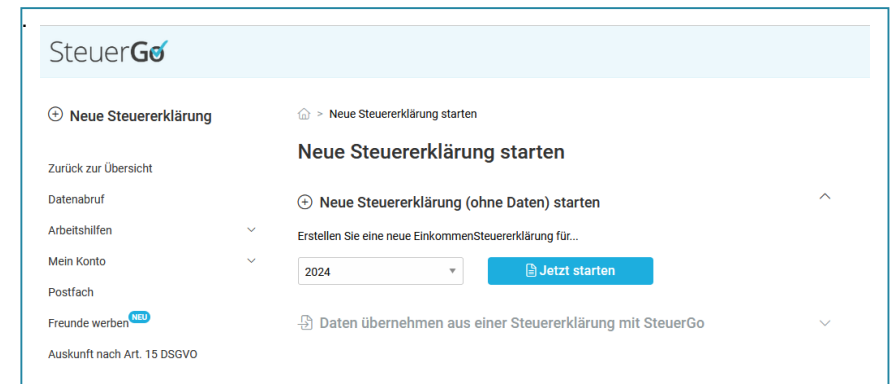 .
SteuerGo
Neue Steuererklärung
Zurück zur Übersicht
Datenabruf
Arbeitshilfen
Mein Konto
Postfach
Freunde werben NEU
Auskunft nach Art. 15 DSGVO
> Neue Steuererklärung starten
Neue Steuererklärung starten
Neue Steuererklärung (ohne Daten) starten
Erstellen Sie eine neue EinkommenSteuererklärung für...
2024
Jetzt starten
Daten übernehmen aus einer Steuererklärung mit SteuerGo